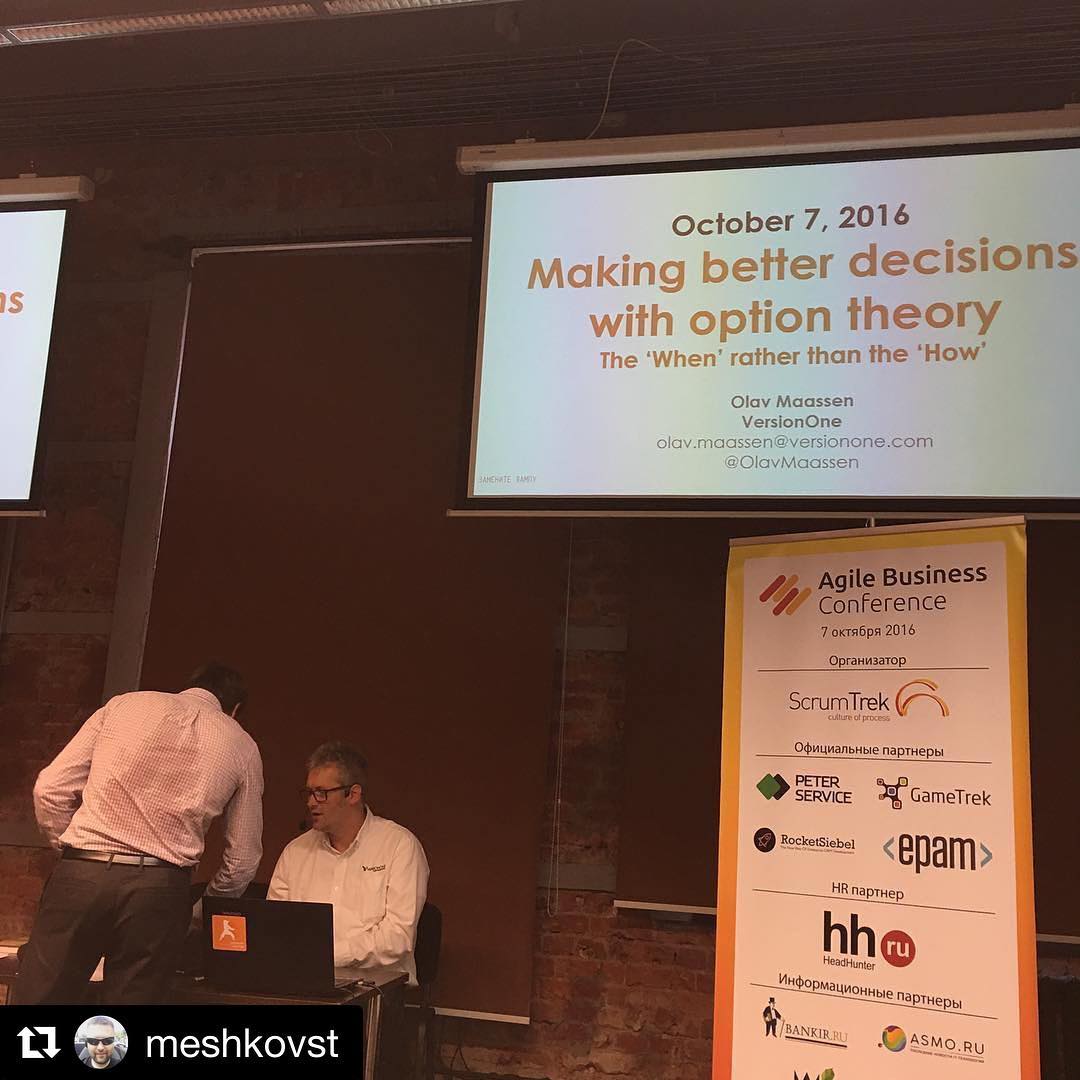 ns
October 7, 2016
Making better decisions
with option theory
The ‘When’ rather than the ‘How’
Olav Maassen
VersionOne
olav.maassen@versionone.com
@OlavMaassen
ЗАМЕНИТЕ ЛАМПУ
Agile Business
Conference
7 октября 2016
Организатор
ScrumTrek
culture of process
Официальные партнеры
PETER
SERVICE
GameTrek
RocketSiebel
<epam>
HR партнер
hh ru
HeadHunter
Информационные партнеры
BANKIR.RU
ASMO.RU
meshkovst